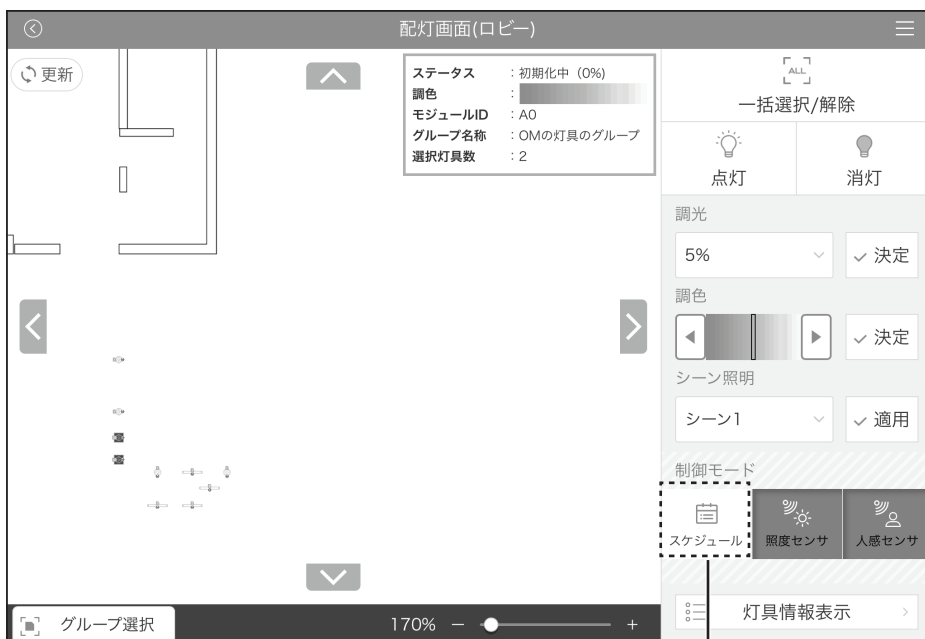 配灯画面(ロビー)
更新
ステータス : 初期化中 (0%)
調色 :
モジュールID : A0
グループ名称 : OMの灯具のグループ
選択灯具数 : 2
ALL
一括選択/解除
点灯
消灯
調光
5%
決定
調色
決定
シーン照明
シーン1
適用
制御モード
スケジュール
照度センサ
人感センサ
灯具情報表示
グループ選択
170% － ＋